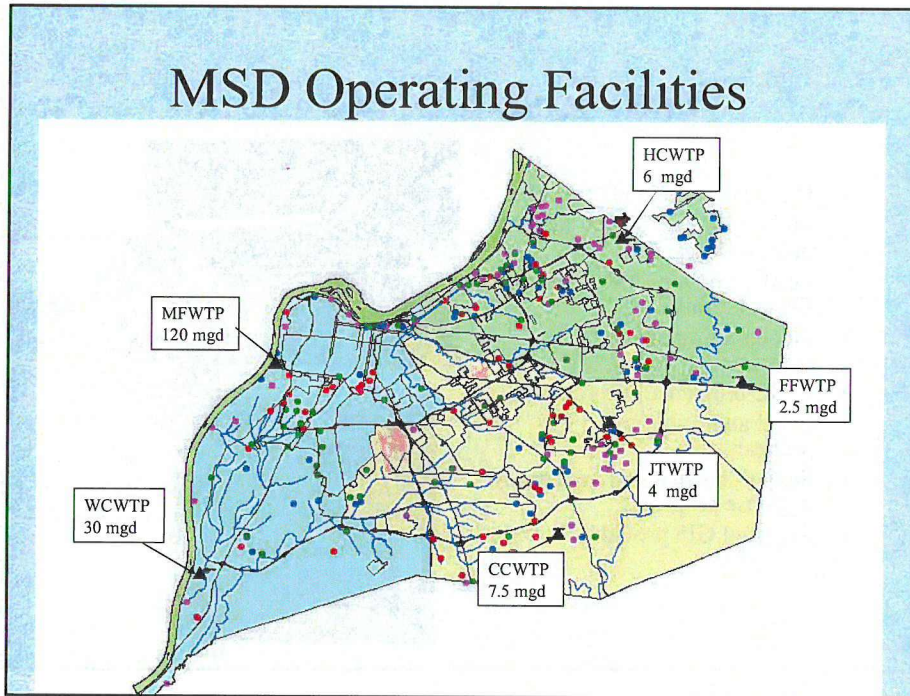 MSD Operating Facilities
HCWTP
6 mgd
MFWTP
120 mgd
FFWTP
2.5 mgd
JTWTP
4 mgd
WCWTP
30 mgd
CCWTP
7.5 mgd